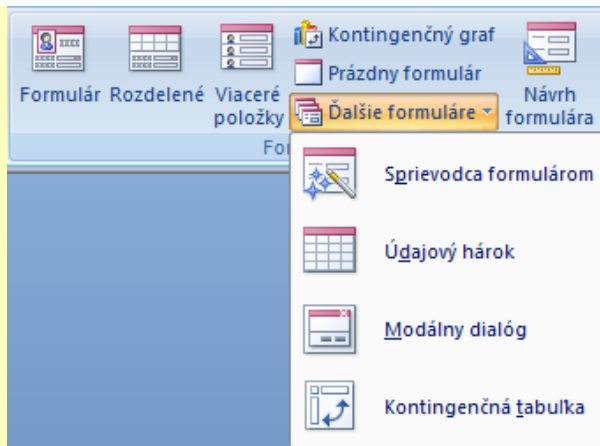 Formulár
Rozdelené
Viaceré
položky
Kontingenčný graf
Prázdny formulár
Ďalšie formuláre
Návrh
formulára
Sprievodca formulárom
Údajový hárok
Modálny dialóg
Kontingenčná tabuľka